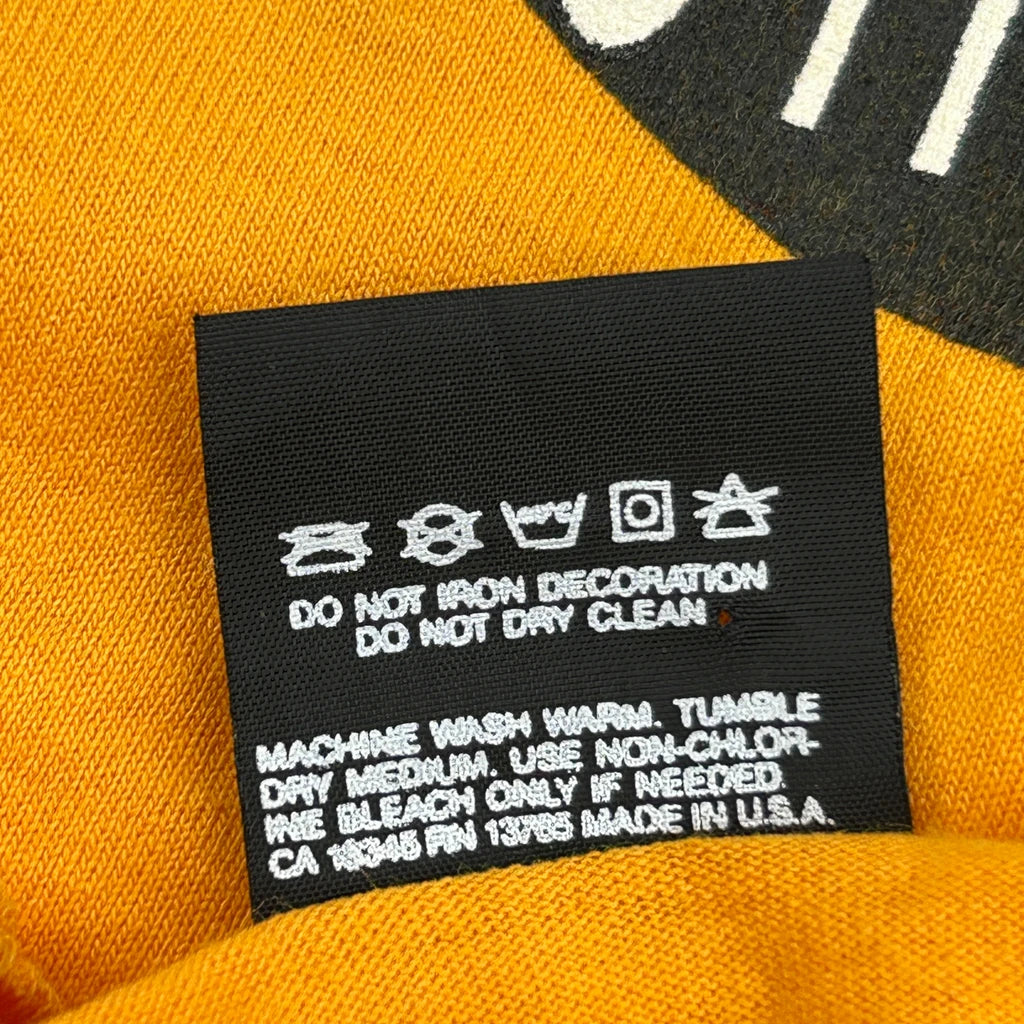 DO NOT IRON DECORATION
DO NOT DRY CLEAN
MACHINE WASH WARM. TUMBLE
DRY MEDIUM. USE NON-CHLOR-
INE BLEACH ONLY IF NEEDED.
CA 19345 RN 13765 MADE IN U.S.A.